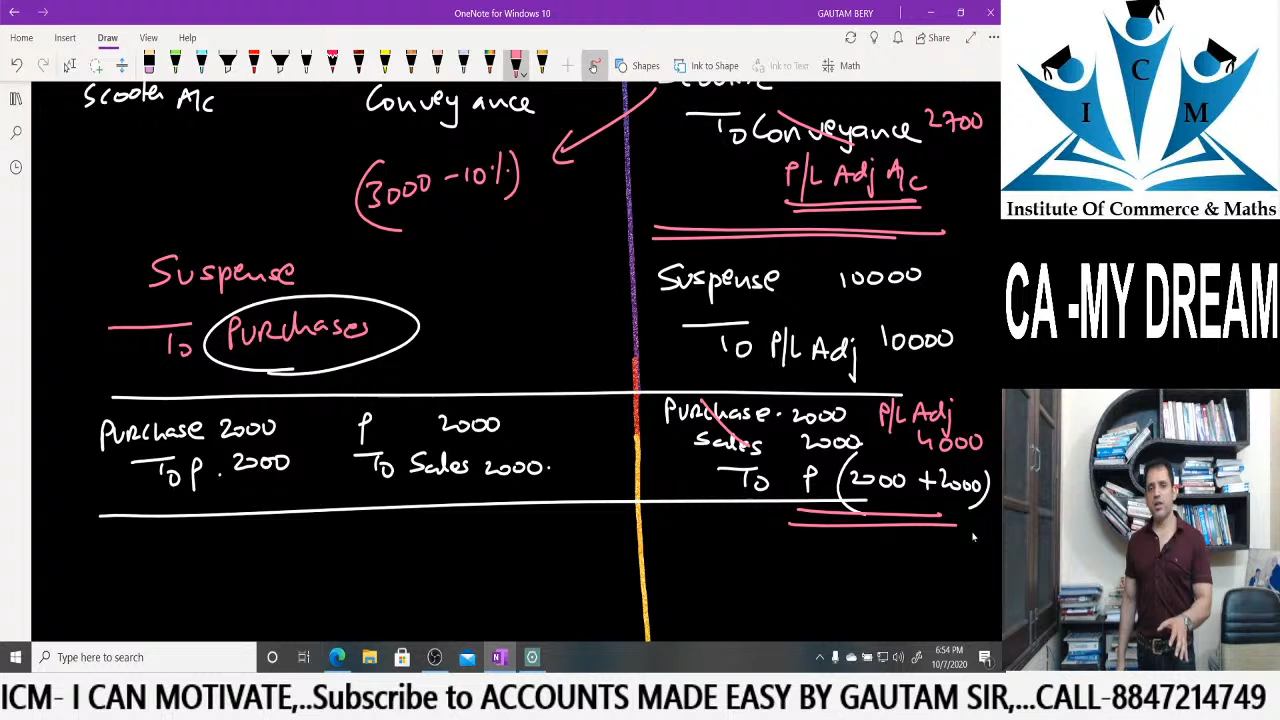 OneNote for Windows 10
GAUTAM BERY
Home Insert Draw View Help
Share
Shapes Ink to Shape Ink to Text Math
Scooter A/c Conveyance
To Conveyance 2700
P/L Adj A/c
(3000 - 10%)
Suspense
To Purchases
Suspense 10000
To P/L Adj 10000
Purchase 2000
To P. 2000
P 2000
To Sales 2000.
Purchase. 2000 P/L Adj
Sales 2000 4000
To P (2000 + 2000)
I C M
Institute Of Commerce & Maths
CA -MY DREAM
Type here to search
6:54 PM
10/7/2020
ICM- I CAN MOTIVATE,..Subscribe to ACCOUNTS MADE EASY BY GAUTAM SIR,...CALL-8847214749